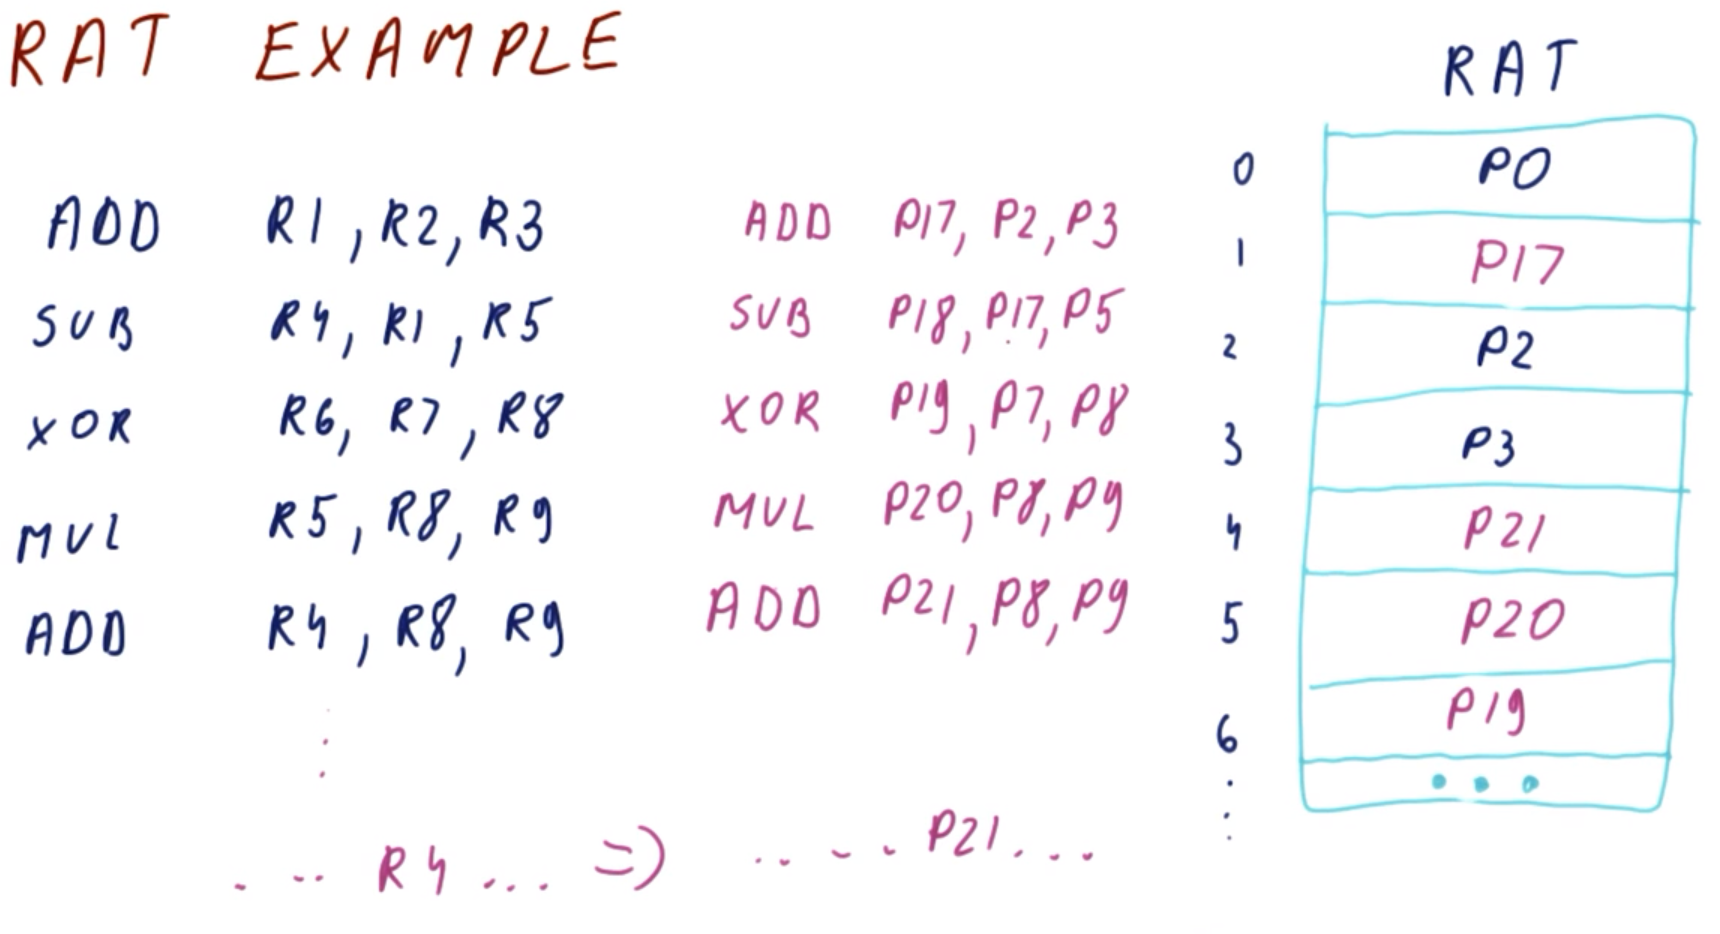 RAT EXAMPLE
ADD R1, R2, R3
SUB R4, R1, R5
XOR R6, R7, R8
MUL R5, R8, R9
ADD R4, R8, R9
... R4 ... => .... P21....
ADD P17, P2, P3
SUB P18, P17, P5
XOR P19, P7, P8
MUL P20, P8, P9
ADD P21, P8, P9
RAT
0 P0
1 P17
2 P2
3 P3
4 P21
5 P20
6 P19